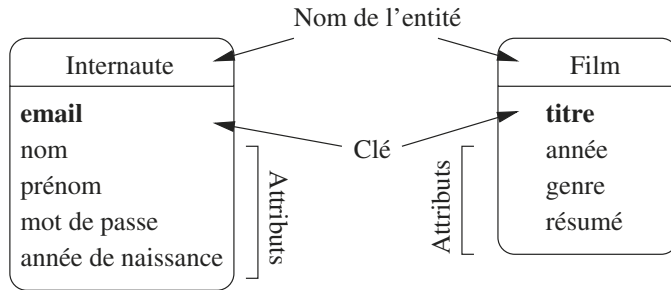 Nom de l'entité
Internaute
email
nom
prénom
mot de passe
année de naissance
Attributs
Clé
Attributs
Film
titre
année
genre
résumé